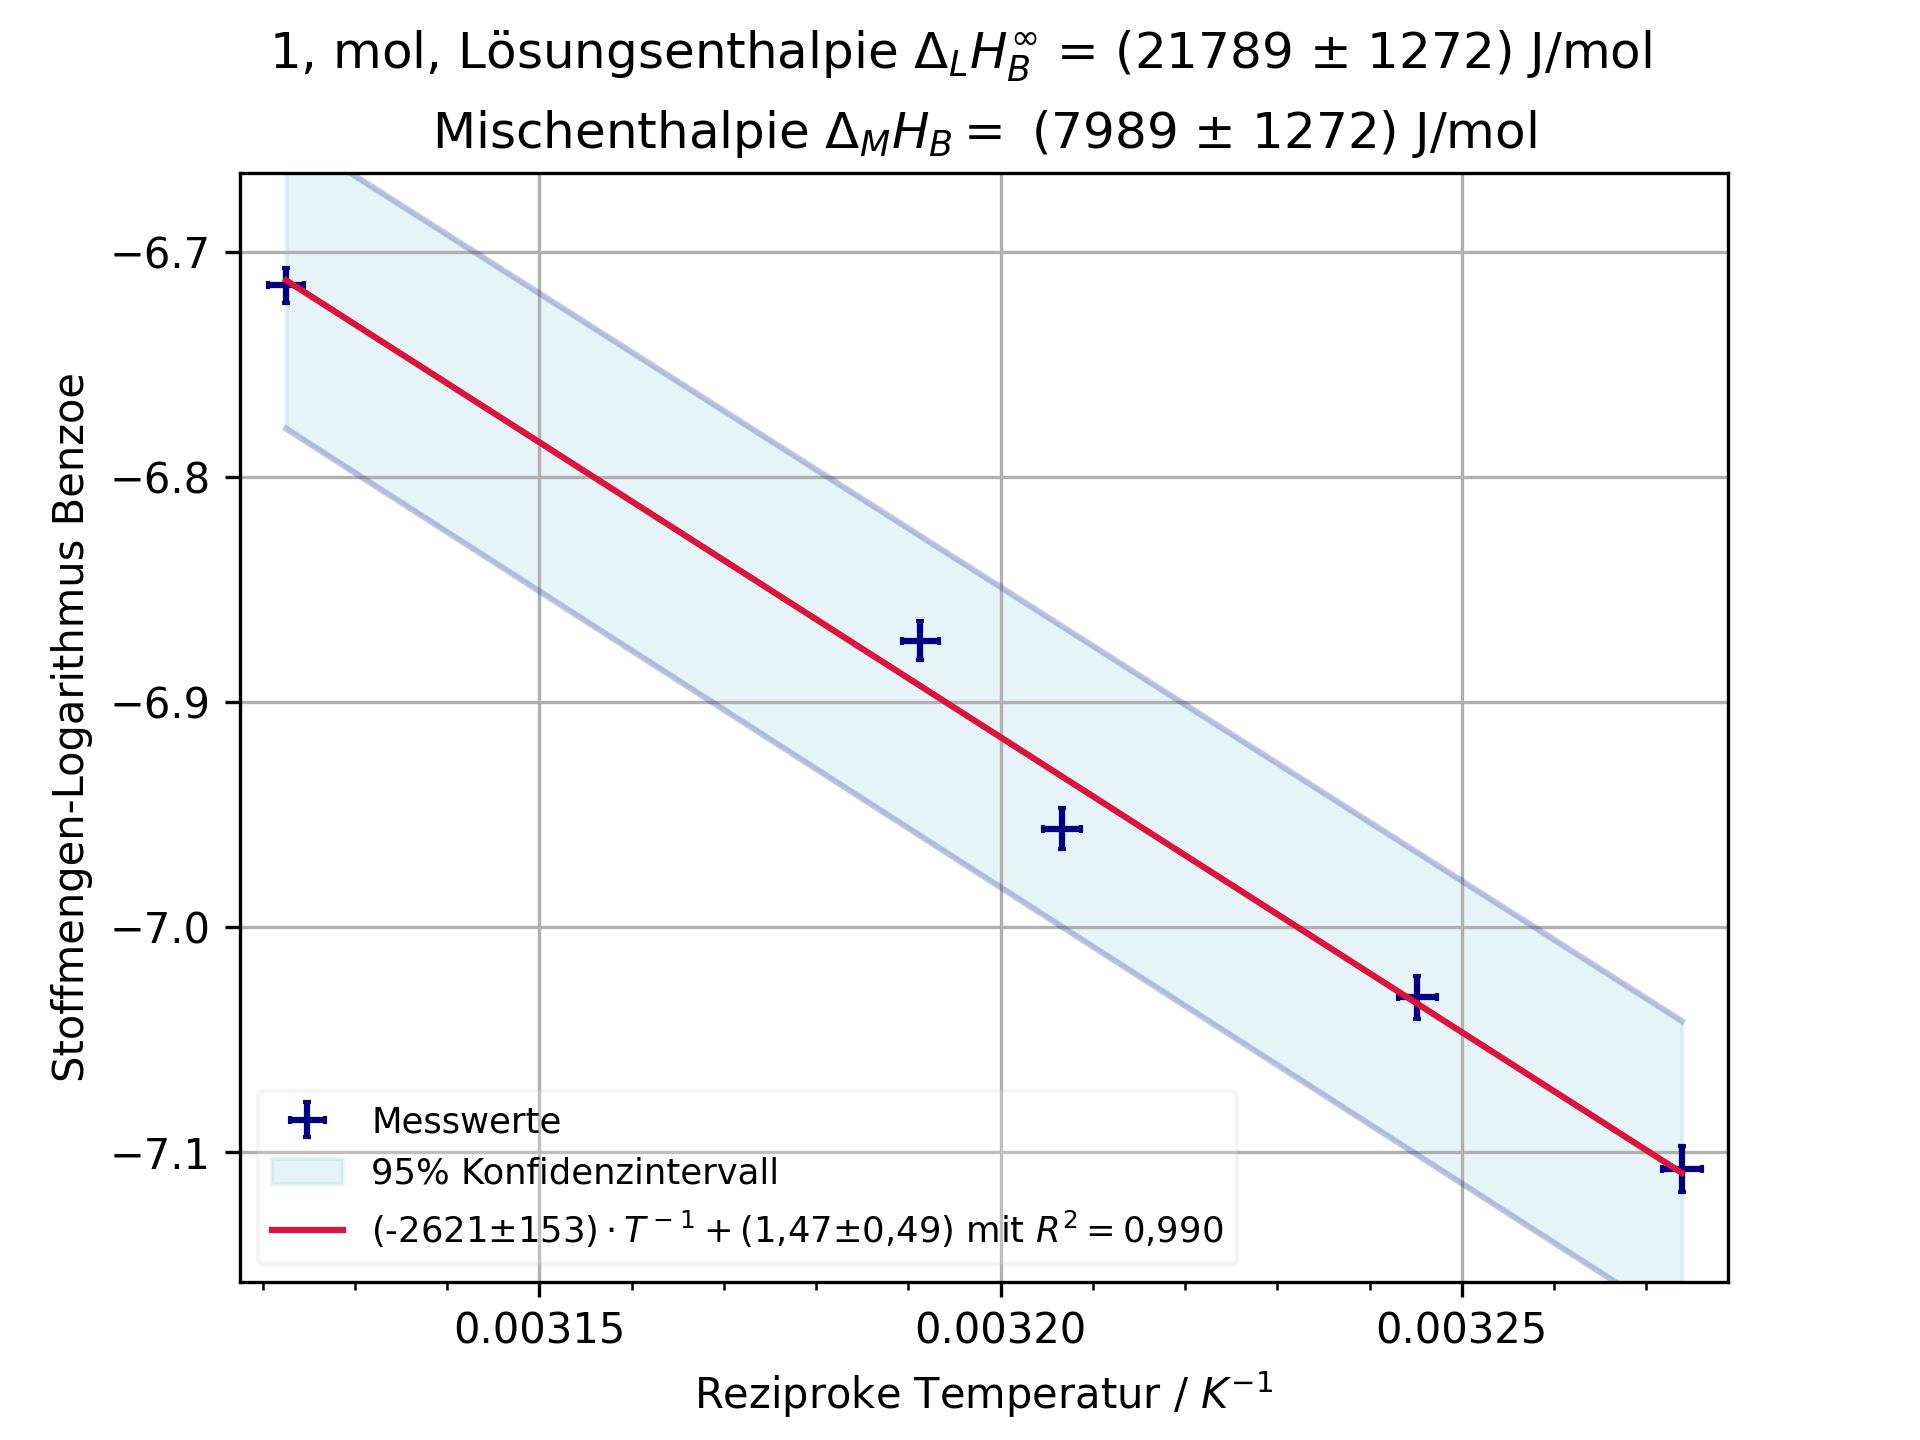 1, mol, Lösungsenthalpie Δ_L H_B^∞ = (21789 ± 1272) J/mol
Mischenthalpie Δ_M H_B = (7989 ± 1272) J/mol
−6.7
−6.8
−6.9
−7.0
−7.1
Stoffmengen-Logarithmus Benzoe
Messwerte
95% Konfidenzintervall
(-2621±153) · T⁻¹ + (1,47±0,49) mit R² = 0,990
0.00315 0.00320 0.00325
Reziproke Temperatur / K⁻¹